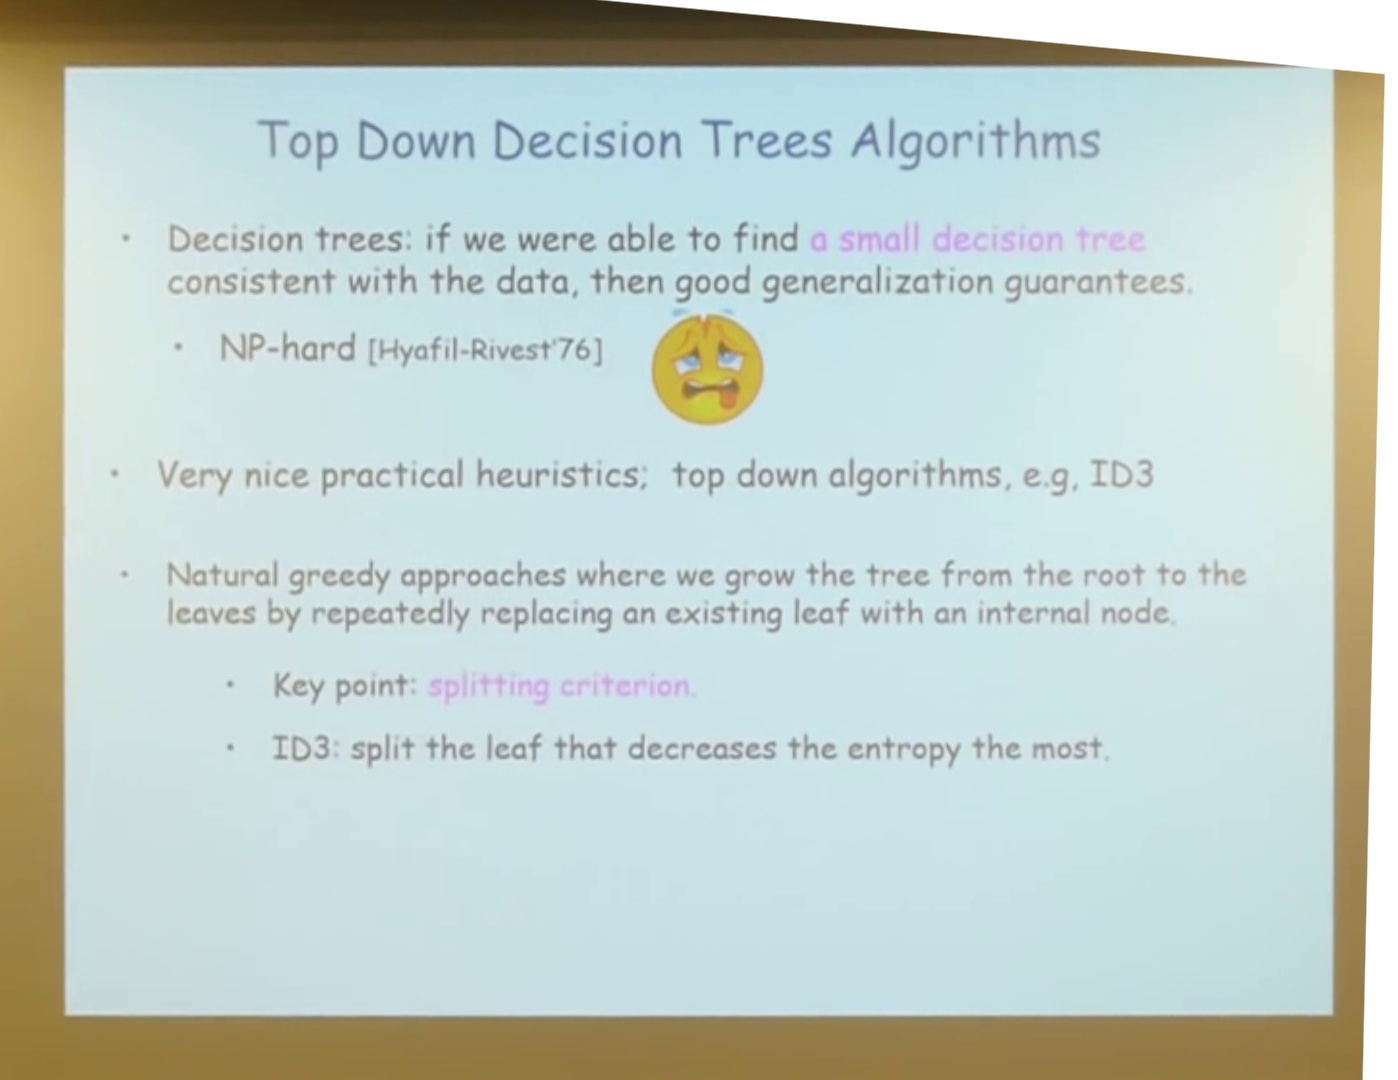 Top Down Decision Trees Algorithms
• Decision trees: if we were able to find a small decision tree
consistent with the data, then good generalization guarantees.
• NP-hard [Hyafil-Rivest'76]
• Very nice practical heuristics; top down algorithms, e.g, ID3
• Natural greedy approaches where we grow the tree from the root to the
leaves by repeatedly replacing an existing leaf with an internal node.
• Key point: splitting criterion.
• ID3: split the leaf that decreases the entropy the most.